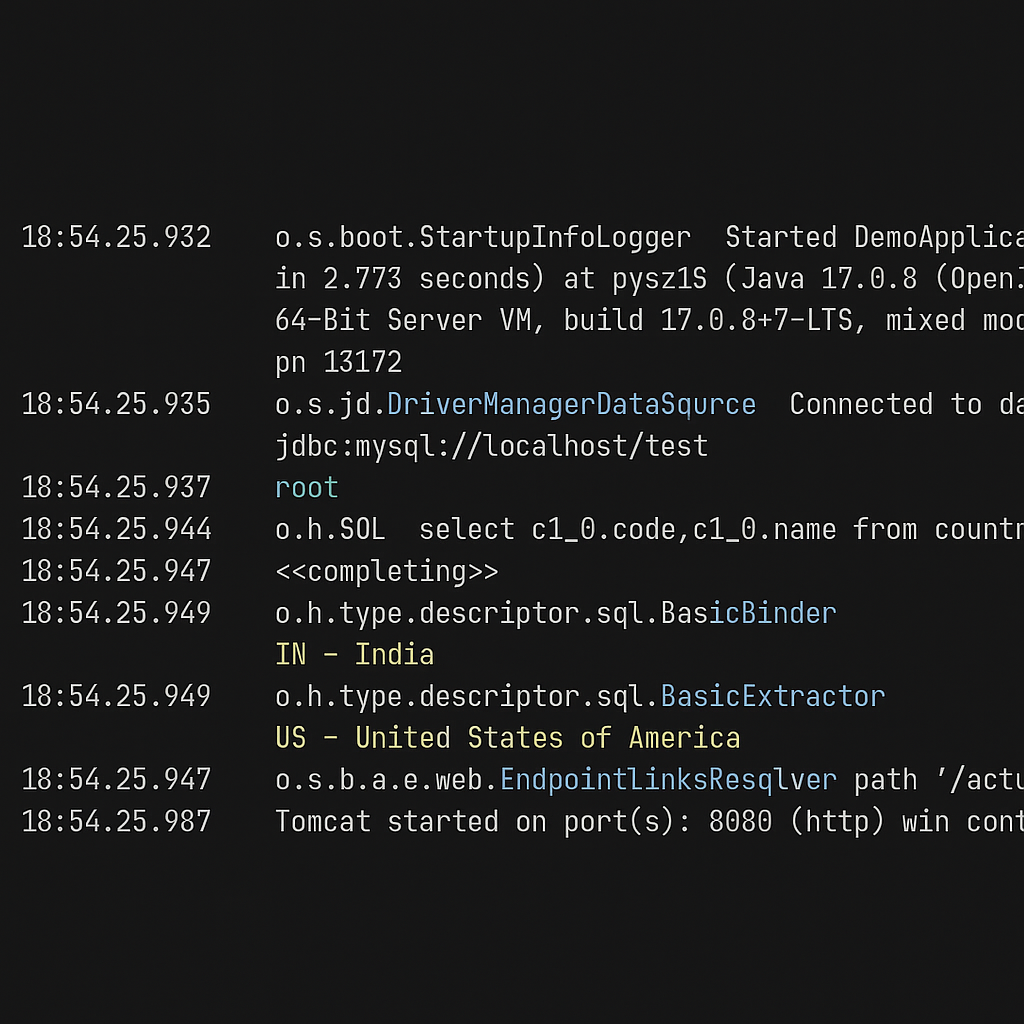 18:54.25.932 o.s.boot.StartupInfoLogger Started DemoApplica
in 2.773 seconds) at pysz1S (Java 17.0.8 (OpenJ
64-Bit Server VM, build 17.0.8+7-LTS, mixed mod
pn 13172
18:54.25.935 o.s.jd.DriverManagerDataSqurce Connected to da
jdbc:mysql://localhost/test
18:54.25.937 root
18:54.25.944 o.h.SOL select c1_0.code,c1_0.name from countr
18:54.25.947 <<completing>>
18:54.25.949 o.h.type.descriptor.sql.BasicBinder
IN – India
18:54.25.949 o.h.type.descriptor.sql.BasicExtractor
US – United States of America
18:54.25.947 o.s.b.a.e.web.EndpointLinksResqlver path ’/actu
18:54.25.987 Tomcat started on port(s): 8080 (http) win cont